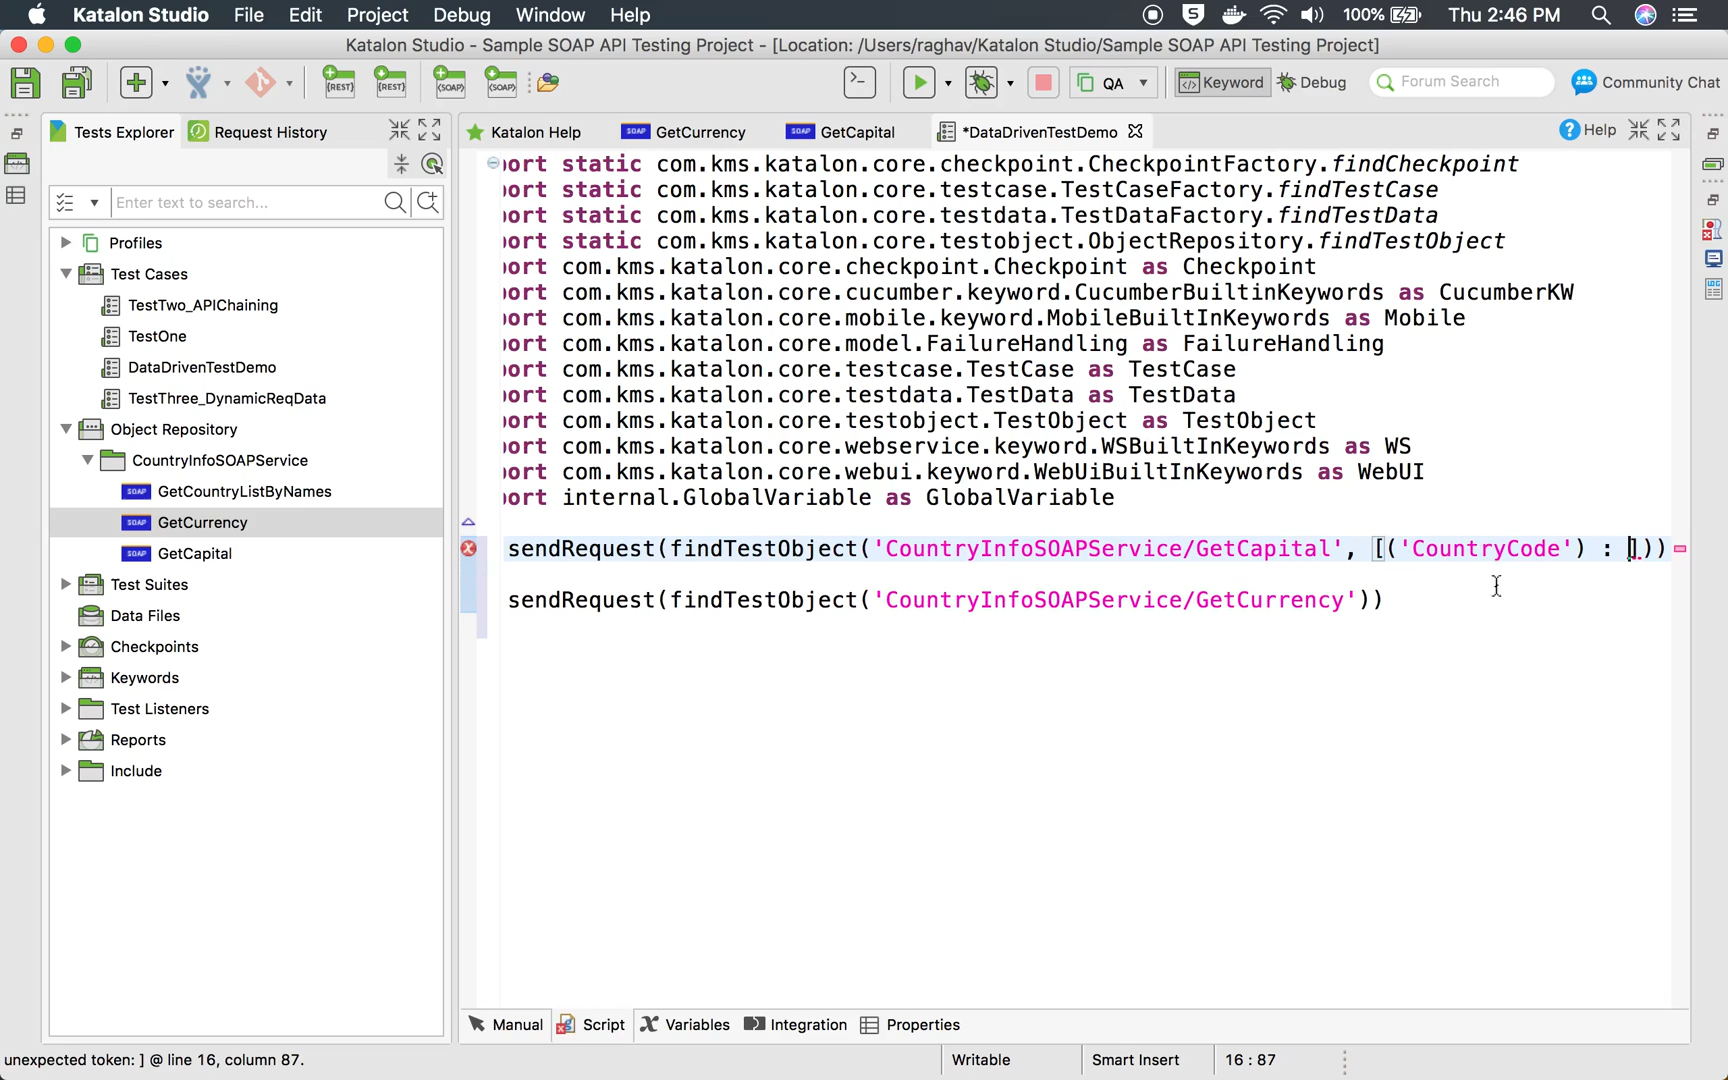 Katalon Studio File Edit Project Debug Window Help 100% Thu 2:46 PM
Katalon Studio - Sample SOAP API Testing Project - [Location: /Users/raghav/Katalon Studio/Sample SOAP API Testing Project]
QA Keyword Debug Forum Search Community Chat
Tests Explorer Request History Katalon Help GetCurrency GetCapital *DataDrivenTestDemo Help
Enter text to search...
Profiles
Test Cases
TestTwo_APIChaining
TestOne
DataDrivenTestDemo
TestThree_DynamicReqData
Object Repository
CountryInfoSOAPService
GetCountryListByNames
GetCurrency
GetCapital
Test Suites
Data Files
Checkpoints
Keywords
Test Listeners
Reports
Include
ort static com.kms.katalon.core.checkpoint.CheckpointFactory.findCheckpoint
ort static com.kms.katalon.core.testcase.TestCaseFactory.findTestCase
ort static com.kms.katalon.core.testdata.TestDataFactory.findTestData
ort static com.kms.katalon.core.testobject.ObjectRepository.findTestObject
ort com.kms.katalon.core.checkpoint.Checkpoint as Checkpoint
ort com.kms.katalon.core.cucumber.keyword.CucumberBuiltinKeywords as CucumberKW
ort com.kms.katalon.core.mobile.keyword.MobileBuiltInKeywords as Mobile
ort com.kms.katalon.core.model.FailureHandling as FailureHandling
ort com.kms.katalon.core.testcase.TestCase as TestCase
ort com.kms.katalon.core.testdata.TestData as TestData
ort com.kms.katalon.core.testobject.TestObject as TestObject
ort com.kms.katalon.core.webservice.keyword.WSBuiltInKeywords as WS
ort com.kms.katalon.core.webui.keyword.WebUiBuiltInKeywords as WebUI
ort internal.GlobalVariable as GlobalVariable
sendRequest(findTestObject('CountryInfoSOAPService/GetCapital', [('CountryCode') : ]))
sendRequest(findTestObject('CountryInfoSOAPService/GetCurrency'))
Manual Script Variables Integration Properties
unexpected token: ] @ line 16, column 87. Writable Smart Insert 16 : 87